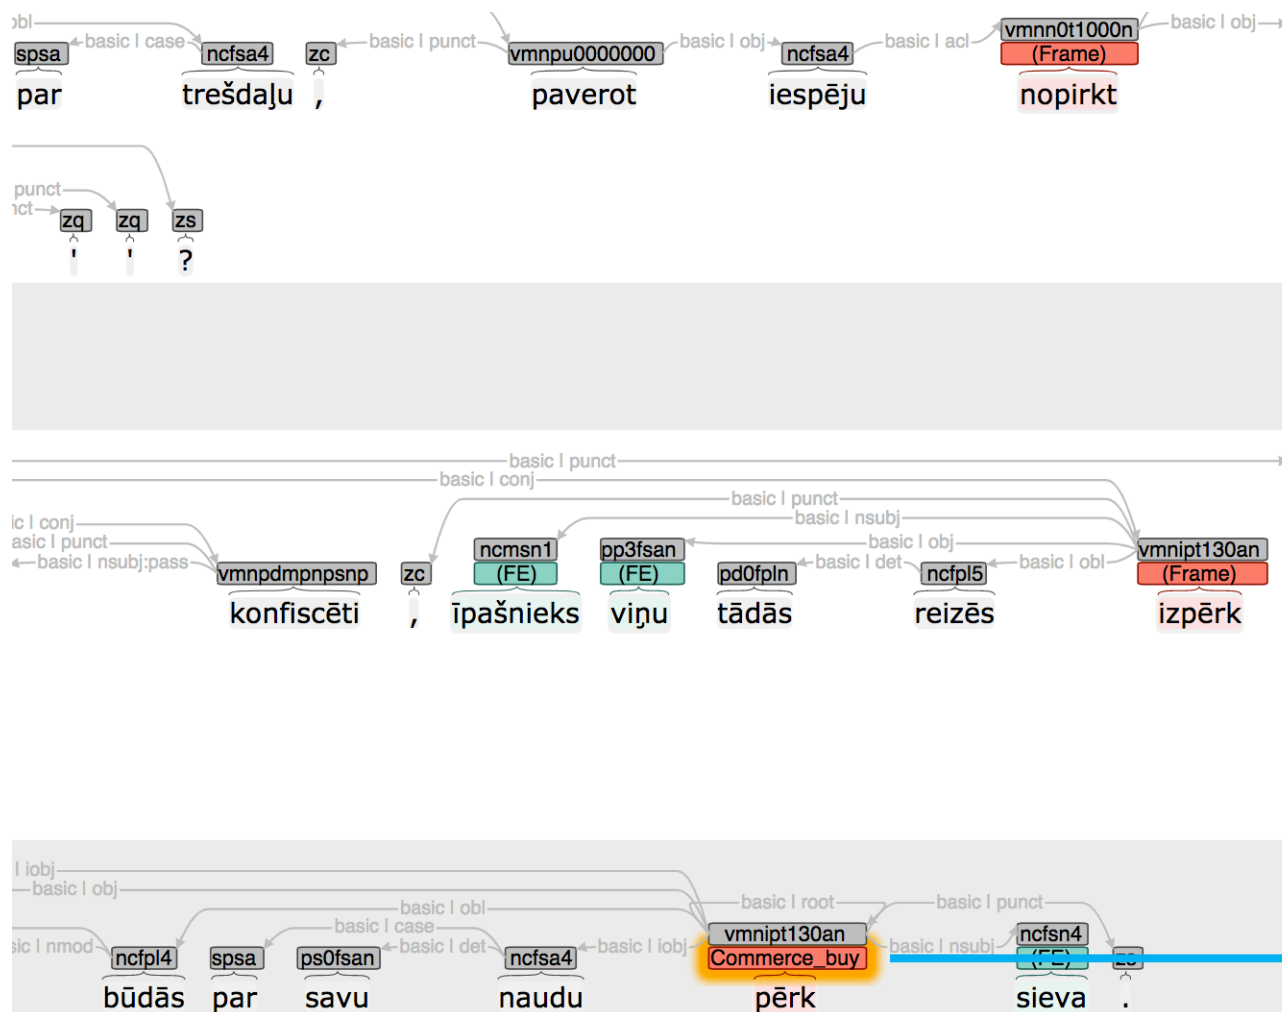 obl basic | case basic | punct basic | obj basic | acl basic | obj
spsa ncfsa4 zc vmnpu0000000 ncfsa4 vmnn0t1000n
(Frame)
par trešdaļu , paverot iespēju nopirkt
punct
nct zq zq zs
' ' ?
basic | punct
basic | conj
basic | punct
ic | conj basic | nsubj
asic | punct basic | obj
basic | nsubj:pass basic | det basic | obl
vmnpdmpnpsnp zc ncmsn1 pp3fsan pd0fpln ncfpl5 vmnipt130an
(FE) (FE) (Frame)
konfiscēti , īpašnieks viņu tādās reizēs izpērk
| iobj
basic | obj
basic | obl basic | root basic | punct
basic | case
sic | nmod basic | det basic | iobj basic | nsubj
ncfpl4 spsa ps0fsan ncfsa4 vmnipt130an ncfsn4 zs
Commerce_buy (FE)
būdās par savu naudu pērk sieva .